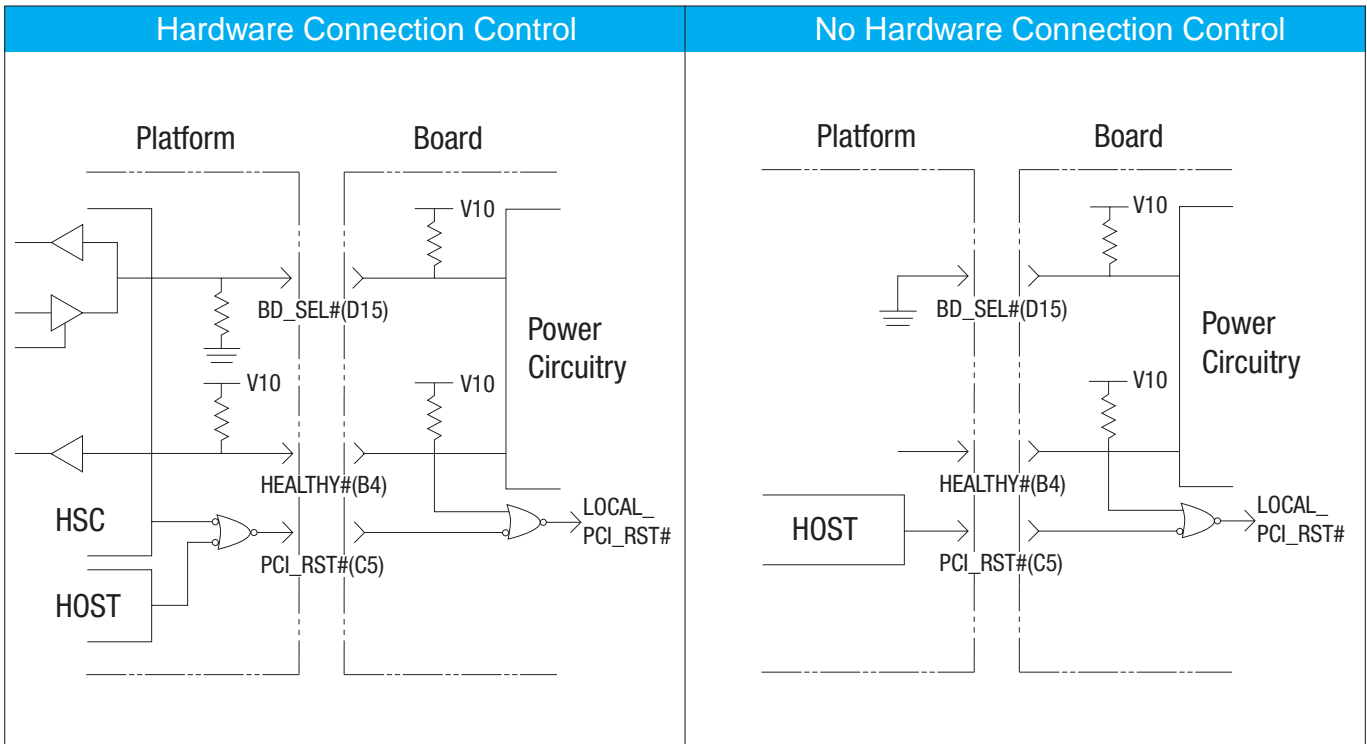 Hardware Connection Control
Platform
Board
V10
BD_SEL#(D15)
Power
Circuitry
V10
V10
HEALTHY#(B4)
HSC
LOCAL_
PCI_RST#
PCI_RST#(C5)
HOST
No Hardware Connection Control
Platform
Board
V10
BD_SEL#(D15)
Power
Circuitry
V10
HEALTHY#(B4)
HOST
LOCAL_
PCI_RST#
PCI_RST#(C5)